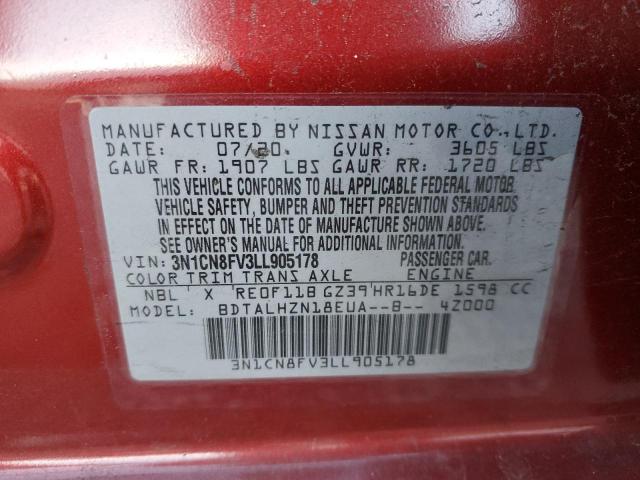 MANUFACTURED BY NISSAN MOTOR CO.,LTD.
DATE: 07/20. GVWR: 3605 LBS
GAWR FR: 1907 LBS GAWR RR: 1720 LBS
THIS VEHICLE CONFORMS TO ALL APPLICABLE FEDERAL MOTOR
VEHICLE SAFETY, BUMPER AND THEFT PREVENTION STANDARDS
IN EFFECT ON THE DATE OF MANUFACTURE SHOWN ABOVE.
SEE OWNER'S MANUAL FOR ADDITIONAL INFORMATION.
VIN: 3N1CN8FV3LL905178 PASSENGER CAR.
COLOR TRIM TRANS AXLE ENGINE
NBL X RE0F11B GZ39 HR16DE 1598 CC
MODEL: BDTALHZN18EUA--B-- 4Z000
3N1CN8FV3LL905178